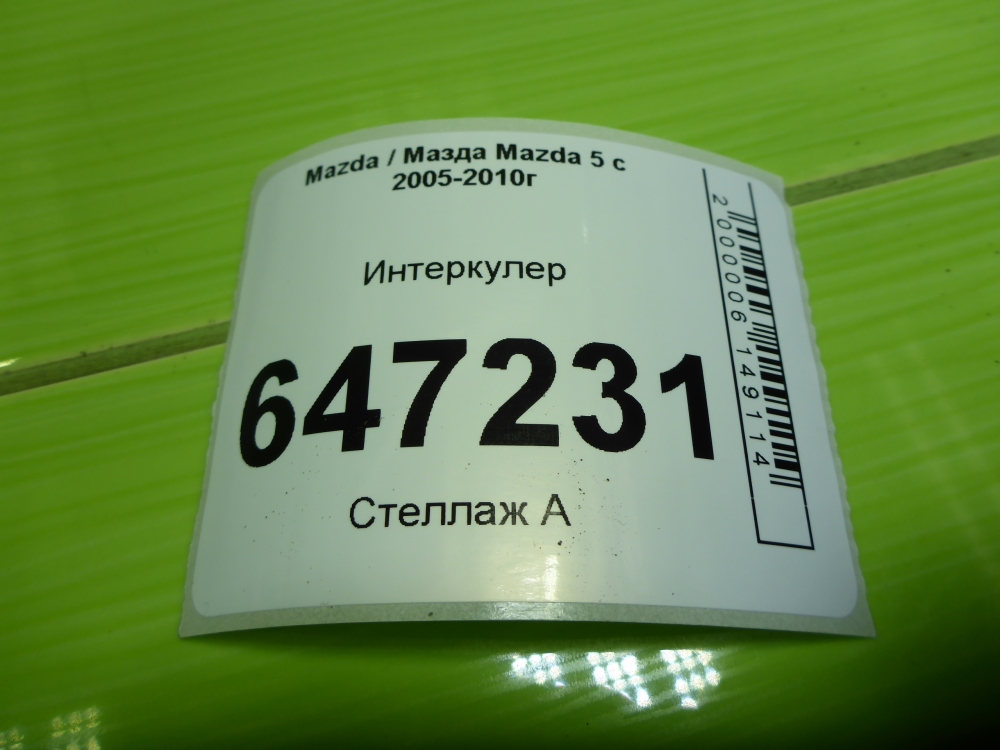 Mazda / Мазда Mazda 5 с
2005-2010г
Интеркулер
647231
Стеллаж А
2000006149114